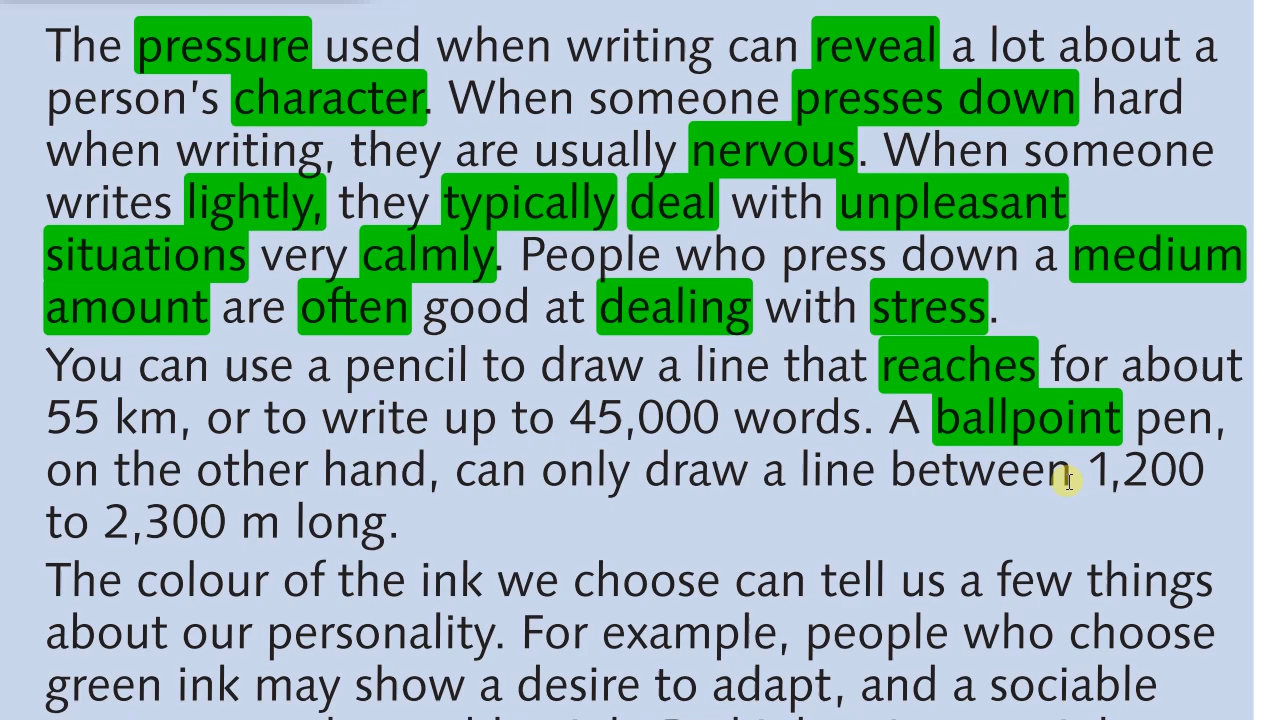 The pressure used when writing can reveal a lot about a
person’s character. When someone presses down hard
when writing, they are usually nervous. When someone
writes lightly, they typically deal with unpleasant
situations very calmly. People who press down a medium
amount are often good at dealing with stress.
You can use a pencil to draw a line that reaches for about
55 km, or to write up to 45,000 words. A ballpoint pen,
on the other hand, can only draw a line between 1,200
to 2,300 m long.
The colour of the ink we choose can tell us a few things
about our personality. For example, people who choose
green ink may show a desire to adapt, and a sociable